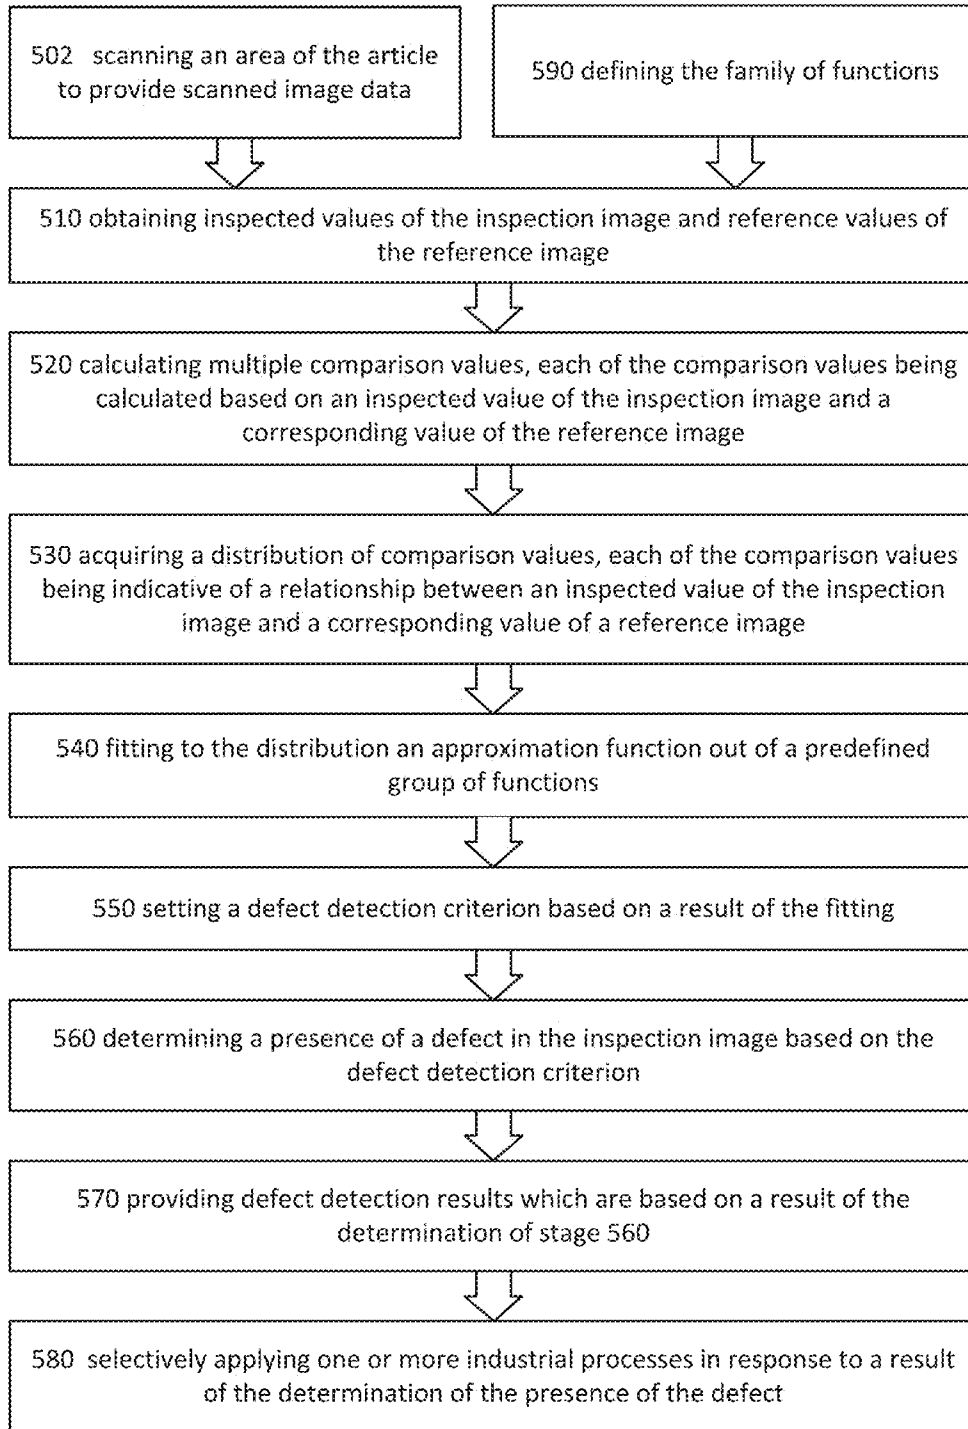 502 scanning an area of the article
to provide scanned image data
590 defining the family of functions
510 obtaining inspected values of the inspection image and reference values of
the reference image
520 calculating multiple comparison values, each of the comparison values being
calculated based on an inspected value of the inspection image and a
corresponding value of the reference image
530 acquiring a distribution of comparison values, each of the comparison values
being indicative of a relationship between an inspected value of the inspection
image and a corresponding value of a reference image
540 fitting to the distribution an approximation function out of a predefined
group of functions
550 setting a defect detection criterion based on a result of the fitting
560 determining a presence of a defect in the inspection image based on the
defect detection criterion
570 providing defect detection results which are based on a result of the
determination of stage 560
580 selectively applying one or more industrial processes in response to a result
of the determination of the presence of the defect